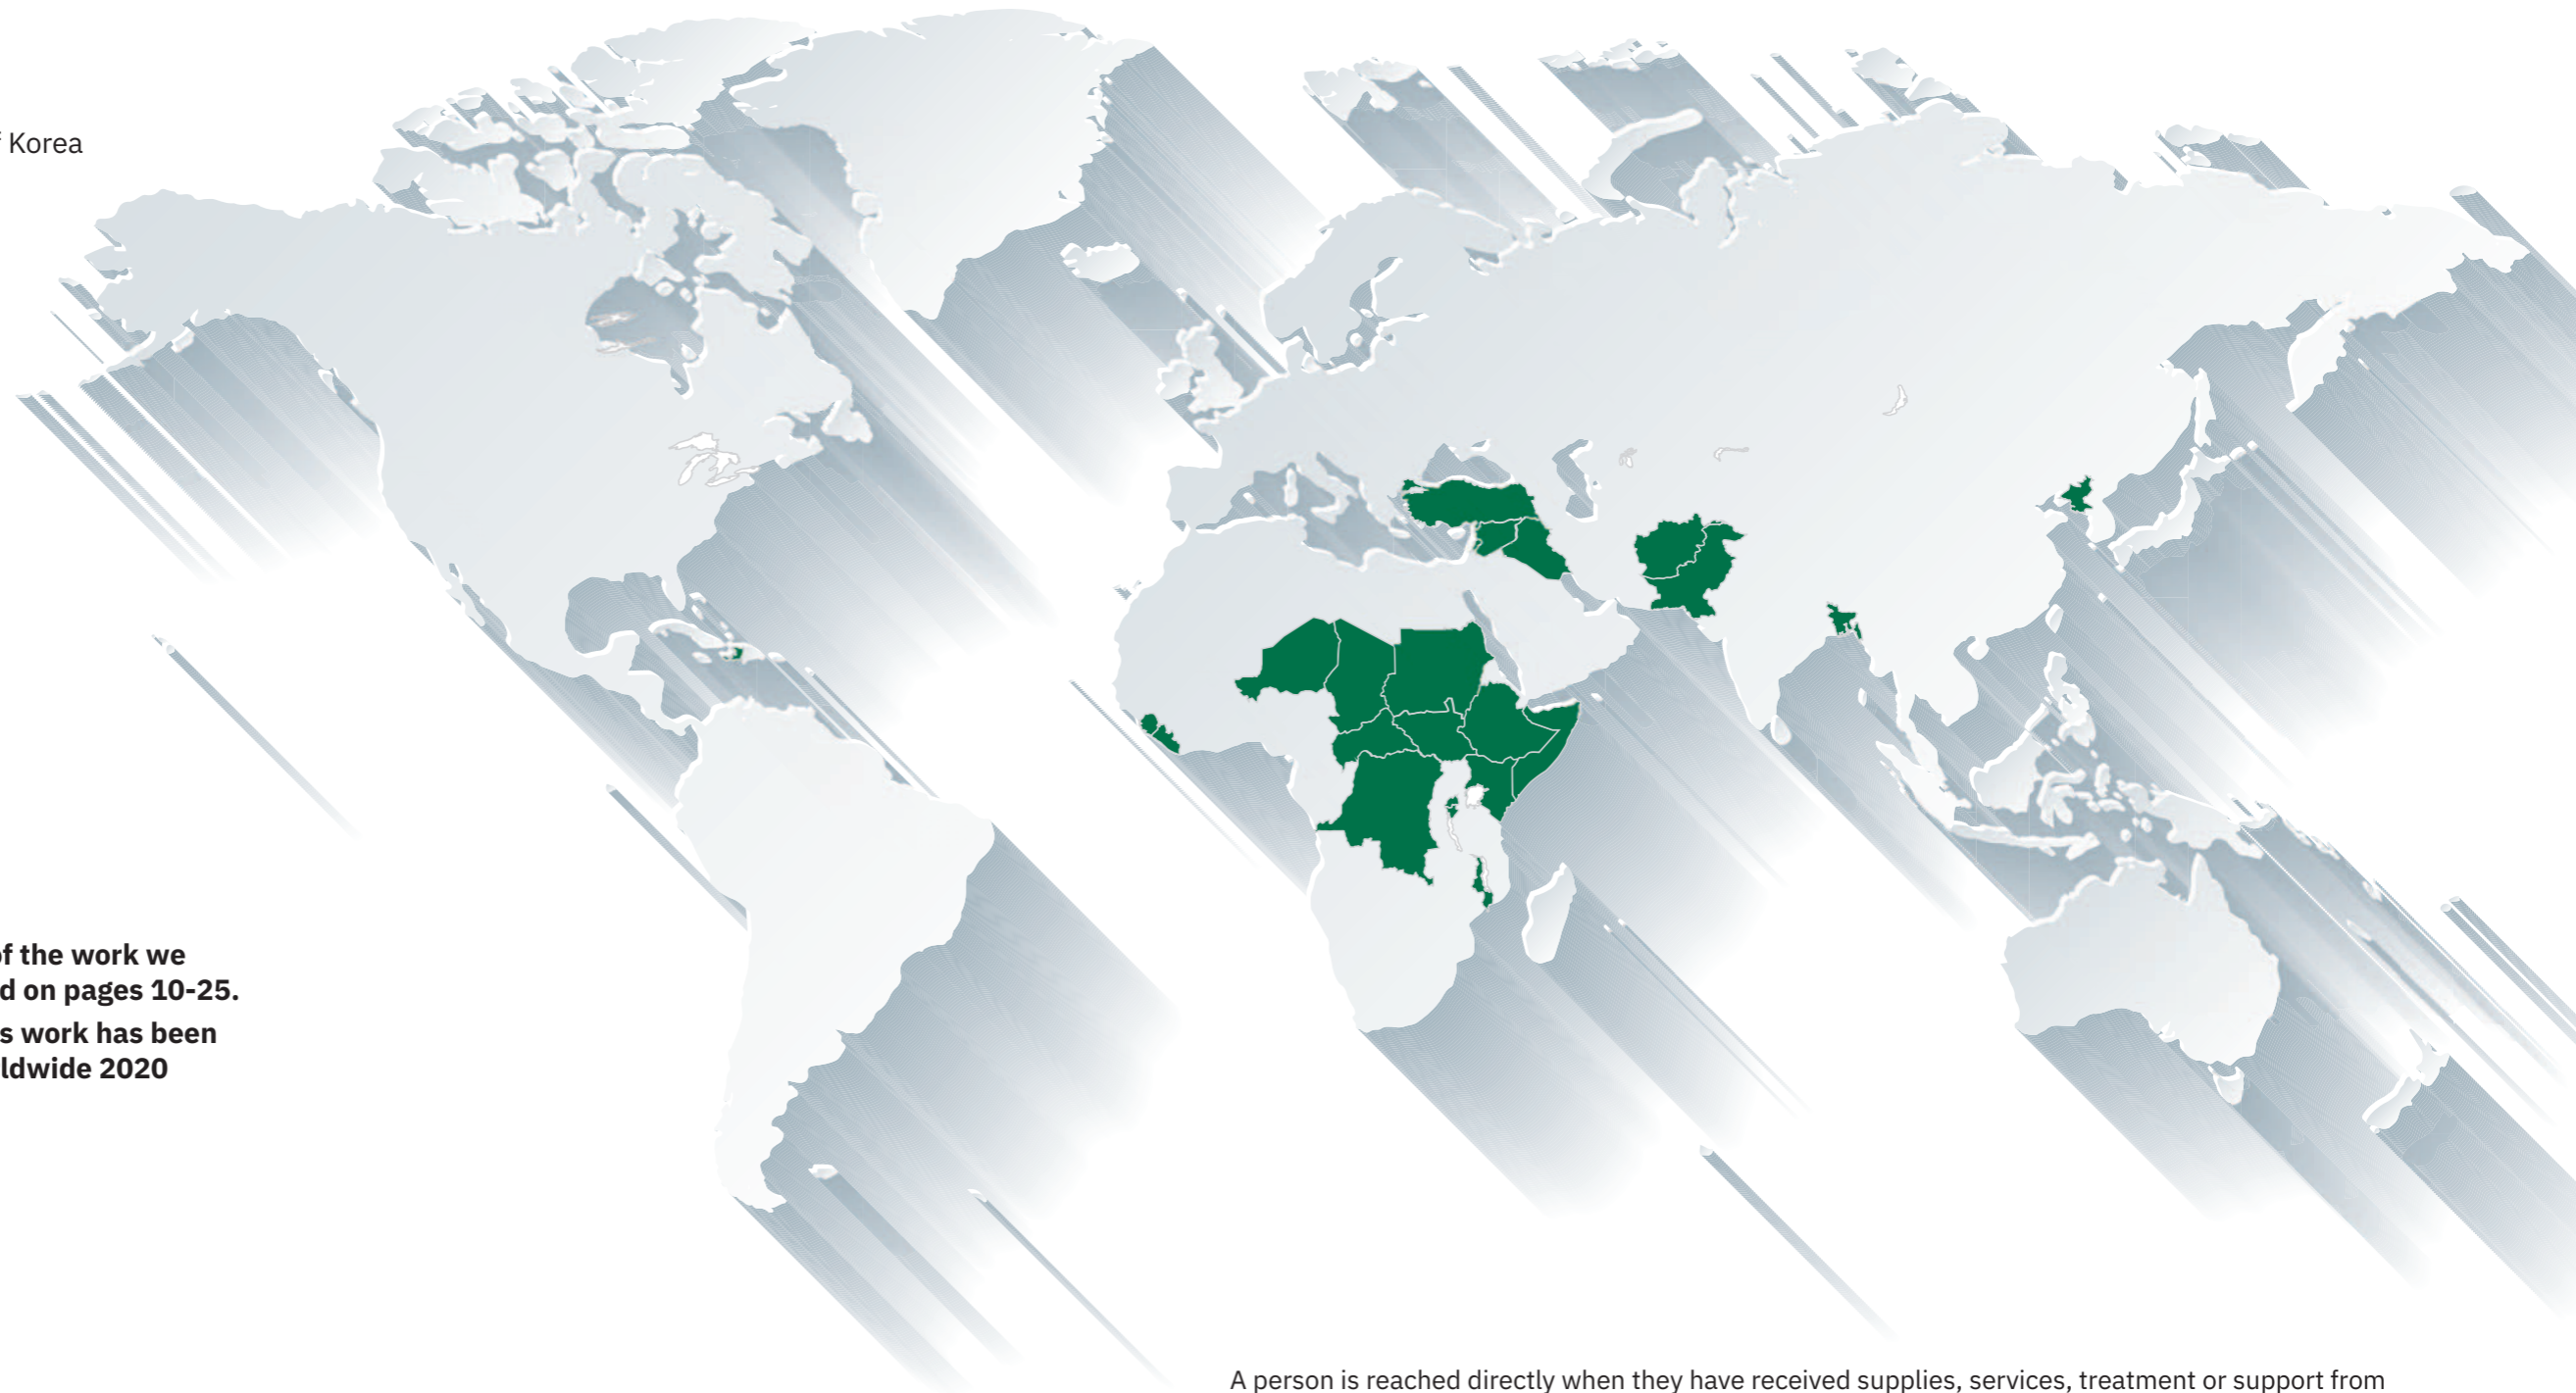 Korea
of the work we
d on pages 10-25.
s work has been
ldwide 2020
A person is reached directly when they have received supplies, services, treatment or support from